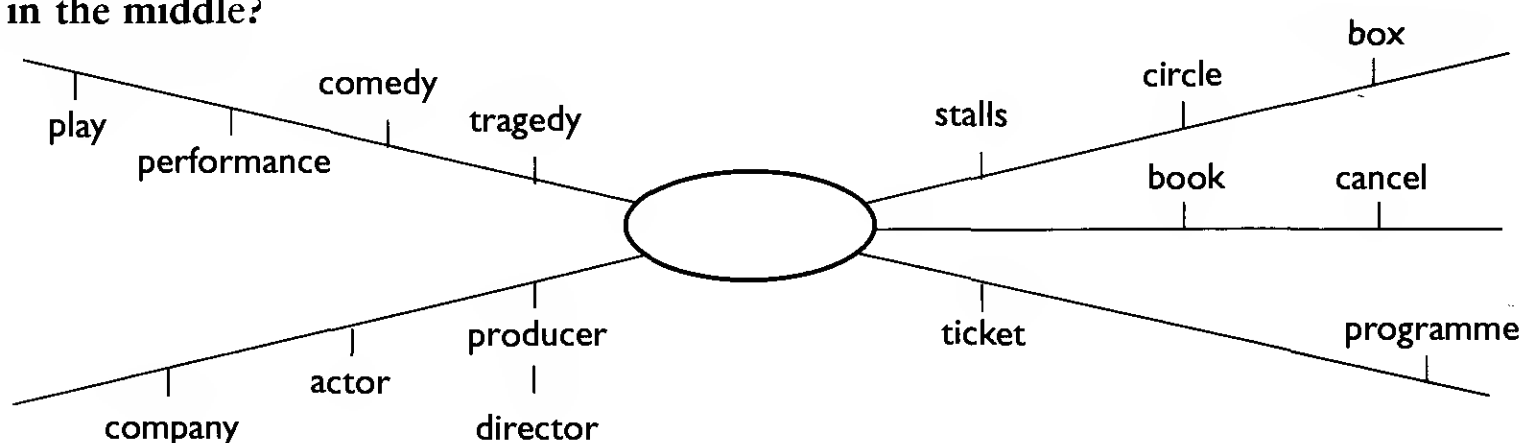 in the middle?
box
circle
comedy
stalls
tragedy
play
performance
book
cancel
producer
ticket
programme
actor
company
director